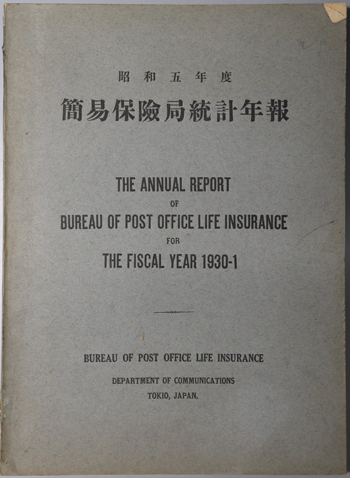 昭和五年度
簡易保險局統計年報
THE ANNUAL REPORT
OF
BUREAU OF POST OFFICE LIFE INSURANCE
FOR
THE FISCAL YEAR 1930-1
BUREAU OF POST OFFICE LIFE INSURANCE
DEPARTMENT OF COMMUNICATIONS
TOKIO, JAPAN.